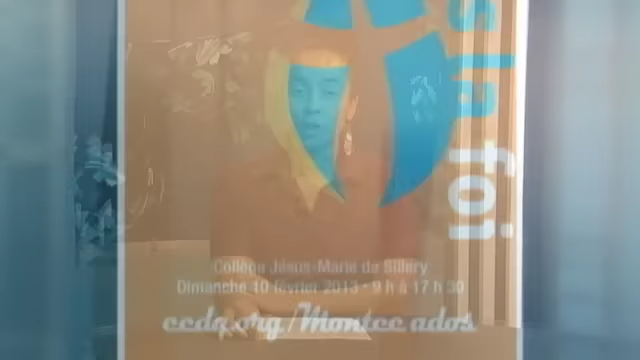 s la foi
Collège Jésus-Marie de Sillery
Dimanche 10 février 2013 - 9 h à 17 h 30
ecdq.org/Montee ados